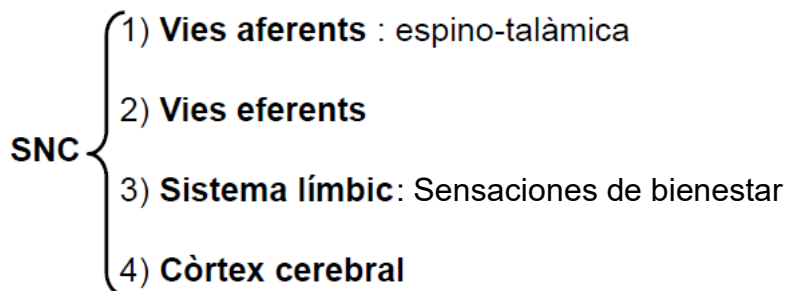 1) Vies aferents : espino-talàmica
2) Vies eferents
SNC
3) Sistema límbic: Sensaciones de bienestar
4) Còrtex cerebral